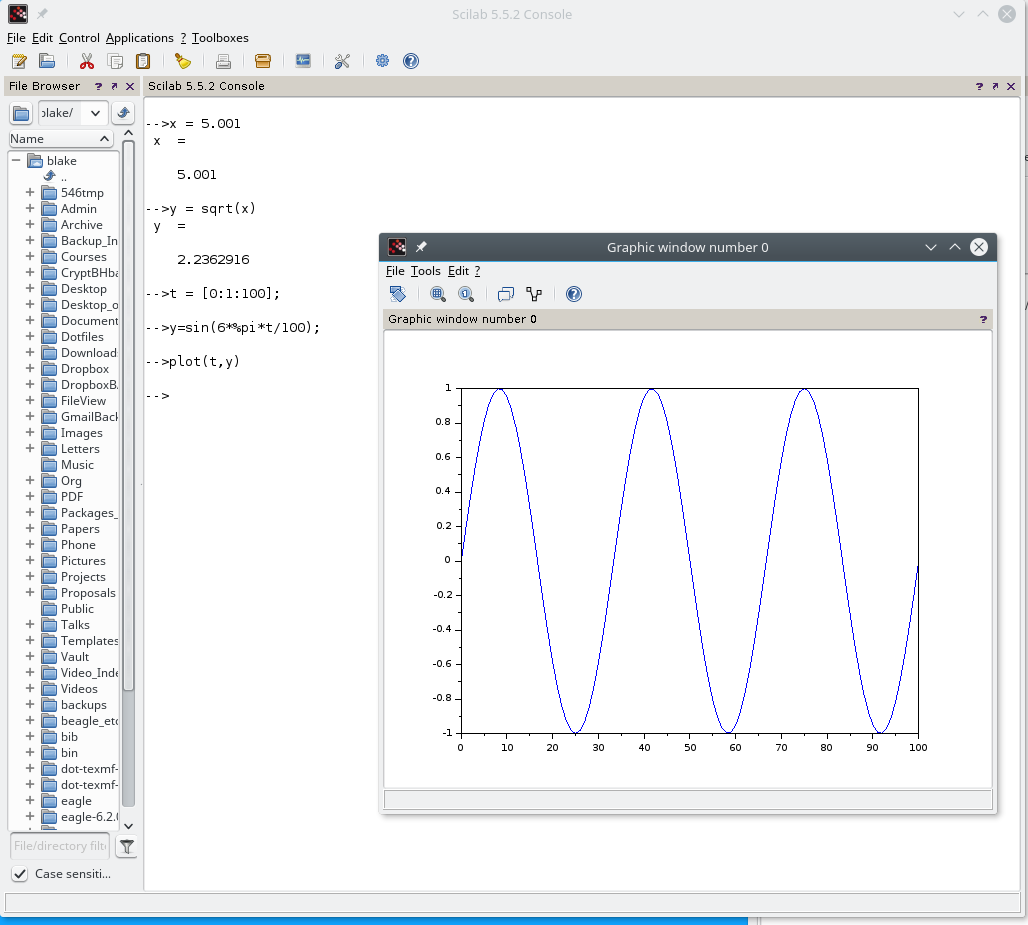 Scilab 5.5.2 Console
File Edit Control Applications ? Toolboxes
File Browser ?
Scilab 5.5.2 Console ?
blake/
Name
blake
..
546tmp
Admin
Archive
Backup_In
Courses
CryptBHba
Desktop
Desktop_o
Document
Dotfiles
Download
Dropbox
DropboxB
FileView
GmailBack
Images
Letters
Music
Org
PDF
Packages_
Papers
Phone
Pictures
Projects
Proposals
Public
Talks
Templates
Vault
Video_Inde
Videos
backups
beagle_etc
bib
bin
dot-texmf-
dot-texmf-
eagle
eagle-6.2.0
File/directory filte
Case sensiti...
-->x = 5.001
x =
5.001
-->y = sqrt(x)
y =
2.2362916
-->t = [0:1:100];
-->y=sin(6*%pi*t/100);
-->plot(t,y)
-->
Graphic window number 0
File Tools Edit ?
Graphic window number 0 ?
1
0.8
0.6
0.4
0.2
0
-0.2
-0.4
-0.6
-0.8
-1
0 10 20 30 40 50 60 70 80 90 100